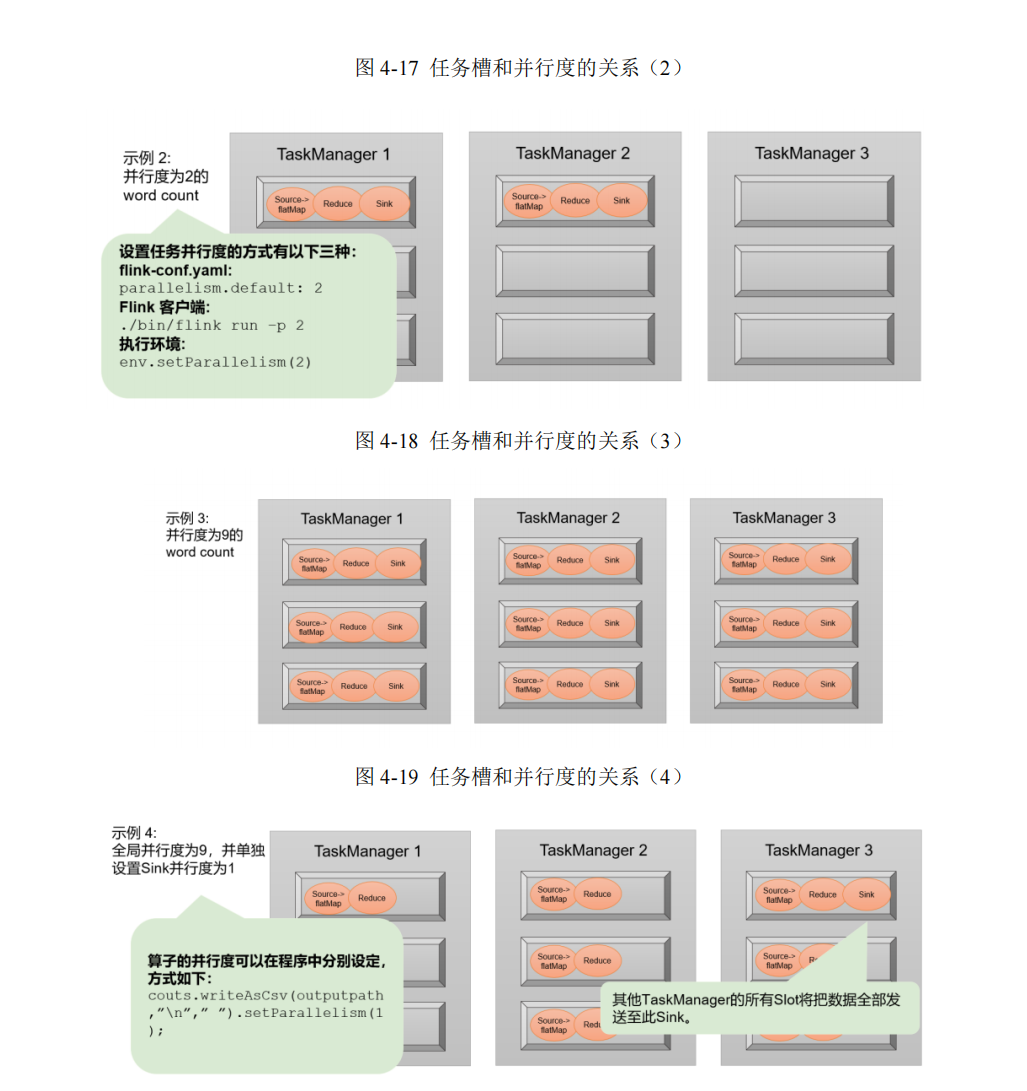 图 4-17 任务槽和并行度的关系（2）
示例 2:
并行度为2的
word count
设置任务并行度的方式有以下三种：
flink-conf.yaml:
parallelism.default: 2
Flink 客户端:
./bin/flink run –p 2
执行环境:
env.setParallelism(2)
TaskManager 1
Source->
flatMap
Reduce
Sink
TaskManager 2
Source->
flatMap
Reduce
Sink
TaskManager 3
图 4-18 任务槽和并行度的关系（3）
示例 3:
并行度为9的
word count
TaskManager 1
Source->
flatMap
Reduce
Sink
Source->
flatMap
Reduce
Sink
Source->
flatMap
Reduce
Sink
TaskManager 2
Source->
flatMap
Reduce
Sink
Source->
flatMap
Reduce
Sink
Source->
flatMap
Reduce
Sink
TaskManager 3
Source->
flatMap
Reduce
Sink
Source->
flatMap
Reduce
Sink
Source->
flatMap
Reduce
Sink
图 4-19 任务槽和并行度的关系（4）
示例 4:
全局并行度为9，并单独
设置Sink并行度为1
算子的并行度可以在程序中分别设定，
方式如下：
couts.writeAsCsv(outputpath
,”\n”,” ”).setParallelism(1
);
TaskManager 1
Source->
flatMap
Reduce
TaskManager 2
Source->
flatMap
Reduce
Source->
flatMap
Reduce
Source->
flatMap
TaskManager 3
Source->
flatMap
Reduce
Sink
Source->
flatMap
其他TaskManager的所有Slot将把数据全部发
送至此Sink。